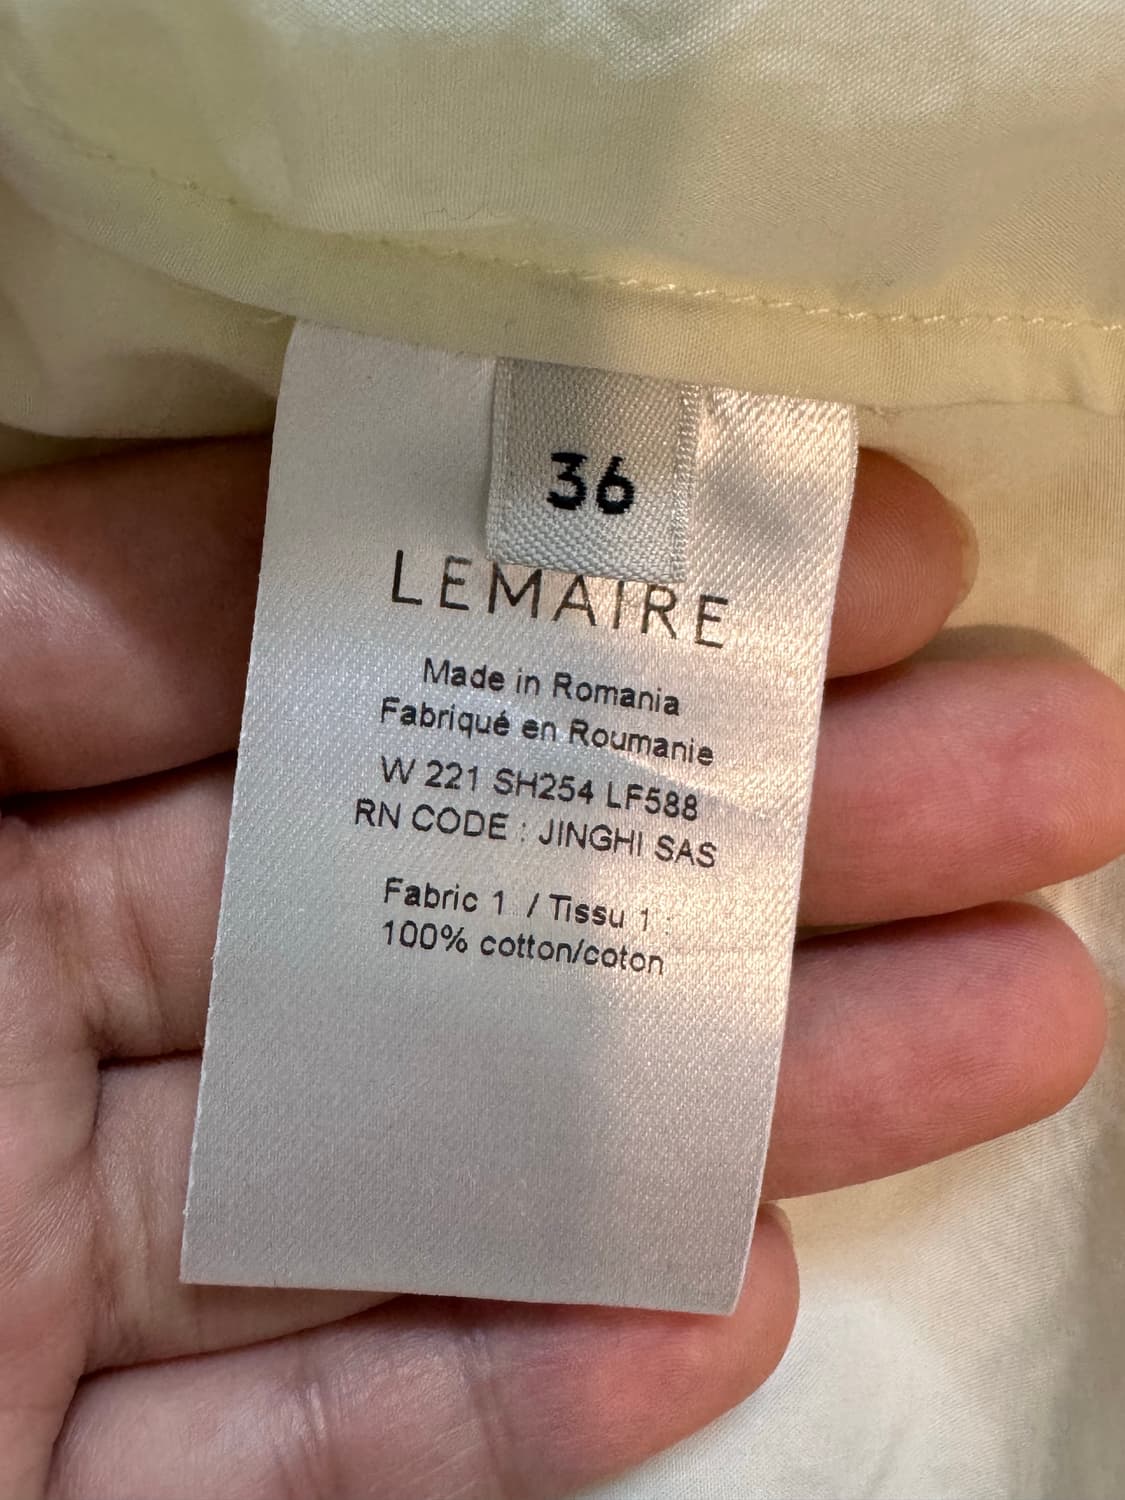 36
LEMAIRE
Made in Romania
Fabriqué en Roumanie
W 221 SH254 LF588
RN CODE : JINGHI SAS
Fabric 1 / Tissu 1 :
100% cotton/coton